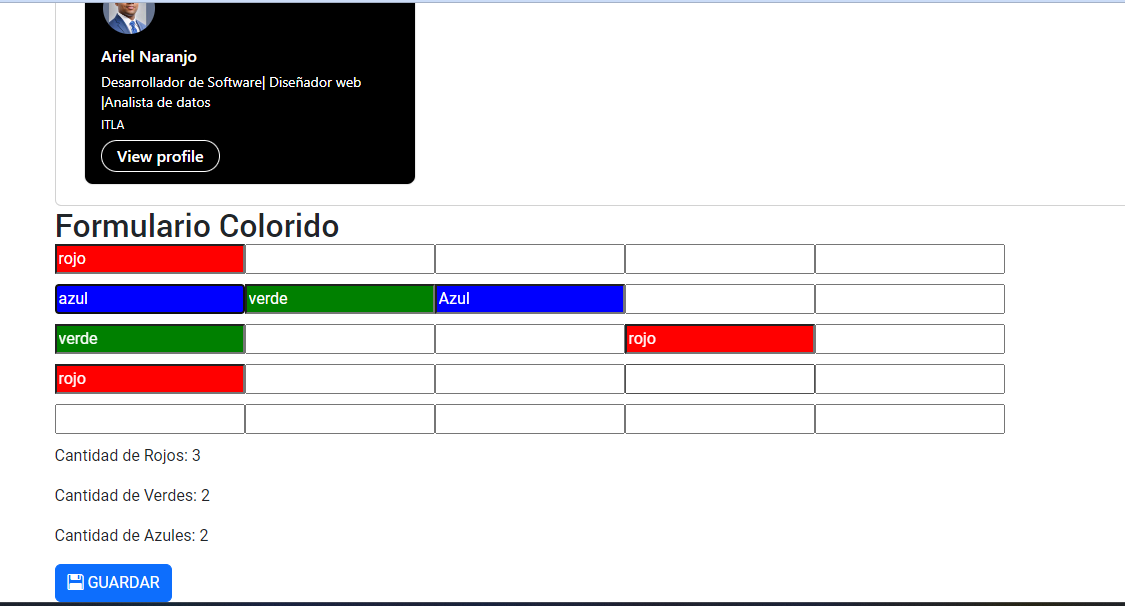 Ariel Naranjo
Desarrollador de Software| Diseñador web
|Analista de datos
ITLA
View profile
Formulario Colorido
rojo
azul verde Azul
verde rojo
rojo
Cantidad de Rojos: 3
Cantidad de Verdes: 2
Cantidad de Azules: 2
GUARDAR